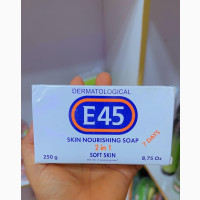 DERMATOLOGICAL
E45
SKIN NOURISHING SOAP
2 in 1
7 DAYS
SOFT SKIN
250 g
8,75 Oz